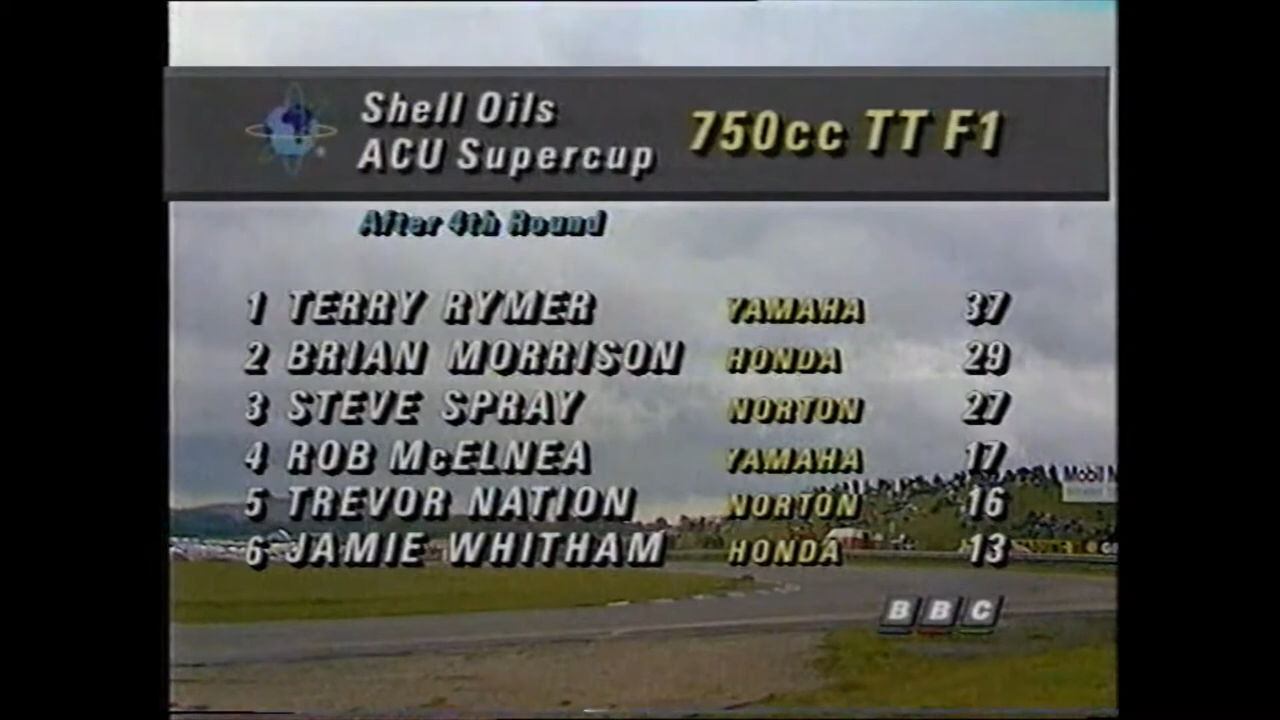 Shell Oils
ACU Supercup
750cc TT F1
After 4th Round
1 TERRY RYMER YAMAHA 37
2 BRIAN MORRISON HONDA 29
3 STEVE SPRAY NORTON 27
4 ROB McELNEA YAMAHA 17
5 TREVOR NATION NORTON 16
6 JAMIE WHITHAM HONDA 13
Mobil
BBC